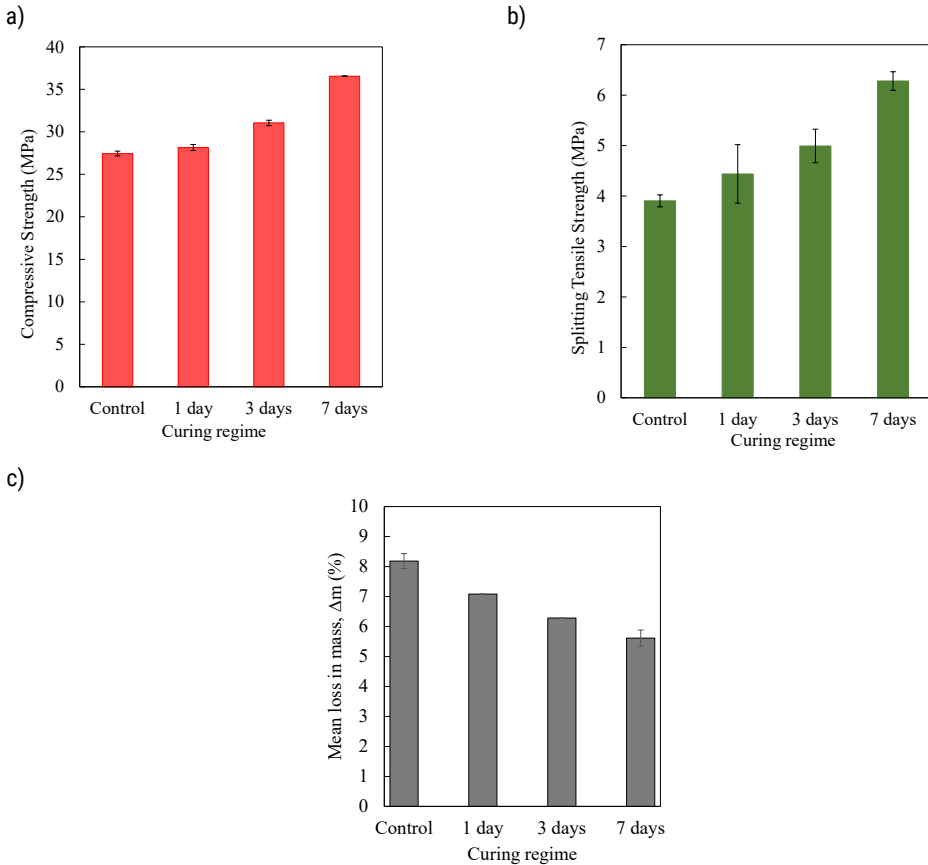 a)
40
35
30
25
20
15
10
5
0
Compressive Strength (MPa)
Control 1 day 3 days 7 days
Curing regime
b)
7
6
5
4
3
2
1
0
Splitting Tensile Strength (MPa)
Control 1 day 3 days 7 days
Curing regime
c)
10
9
8
7
6
5
4
3
2
1
0
Mean loss in mass, Δm (%)
Control 1 day 3 days 7 days
Curing regime